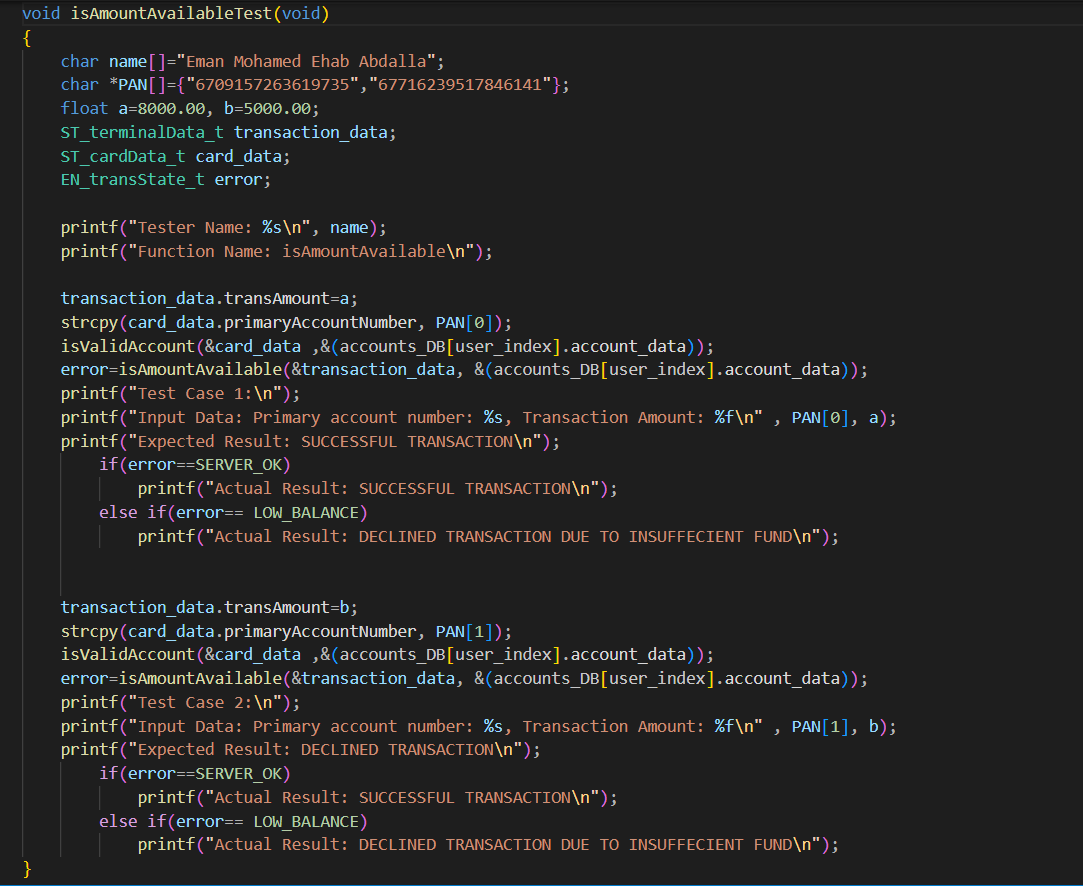 void isAmountAvailableTest(void)
{
    char name[]="Eman Mohamed Ehab Abdalla";
    char *PAN[]={"6709157263619735","67716239517846141"};
    float a=8000.00, b=5000.00;
    ST_terminalData_t transaction_data;
    ST_cardData_t card_data;
    EN_transState_t error;

    printf("Tester Name: %s\n", name);
    printf("Function Name: isAmountAvailable\n");

    transaction_data.transAmount=a;
    strcpy(card_data.primaryAccountNumber, PAN[0]);
    isValidAccount(&card_data ,&(accounts_DB[user_index].account_data));
    error=isAmountAvailable(&transaction_data, &(accounts_DB[user_index].account_data));
    printf("Test Case 1:\n");
    printf("Input Data: Primary account number: %s, Transaction Amount: %f\n" , PAN[0], a);
    printf("Expected Result: SUCCESSFUL TRANSACTION\n");
        if(error==SERVER_OK)
            printf("Actual Result: SUCCESSFUL TRANSACTION\n");
        else if(error== LOW_BALANCE)
            printf("Actual Result: DECLINED TRANSACTION DUE TO INSUFFECIENT FUND\n");


    transaction_data.transAmount=b;
    strcpy(card_data.primaryAccountNumber, PAN[1]);
    isValidAccount(&card_data ,&(accounts_DB[user_index].account_data));
    error=isAmountAvailable(&transaction_data, &(accounts_DB[user_index].account_data));
    printf("Test Case 2:\n");
    printf("Input Data: Primary account number: %s, Transaction Amount: %f\n" , PAN[1], b);
    printf("Expected Result: DECLINED TRANSACTION\n");
        if(error==SERVER_OK)
            printf("Actual Result: SUCCESSFUL TRANSACTION\n");
        else if(error== LOW_BALANCE)
            printf("Actual Result: DECLINED TRANSACTION DUE TO INSUFFECIENT FUND\n");
}